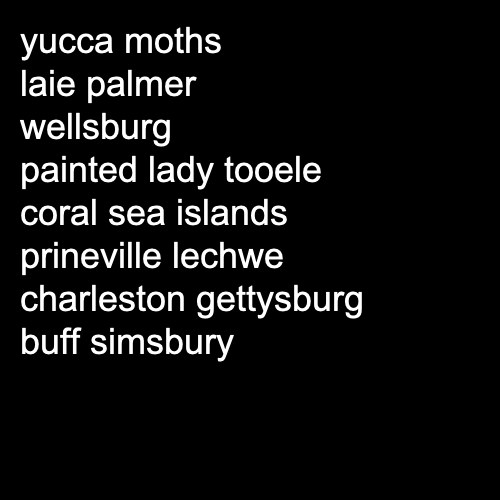 yucca moths
laie palmer
wellsburg
painted lady tooele
coral sea islands
prineville lechwe
charleston gettysburg
buff simsbury